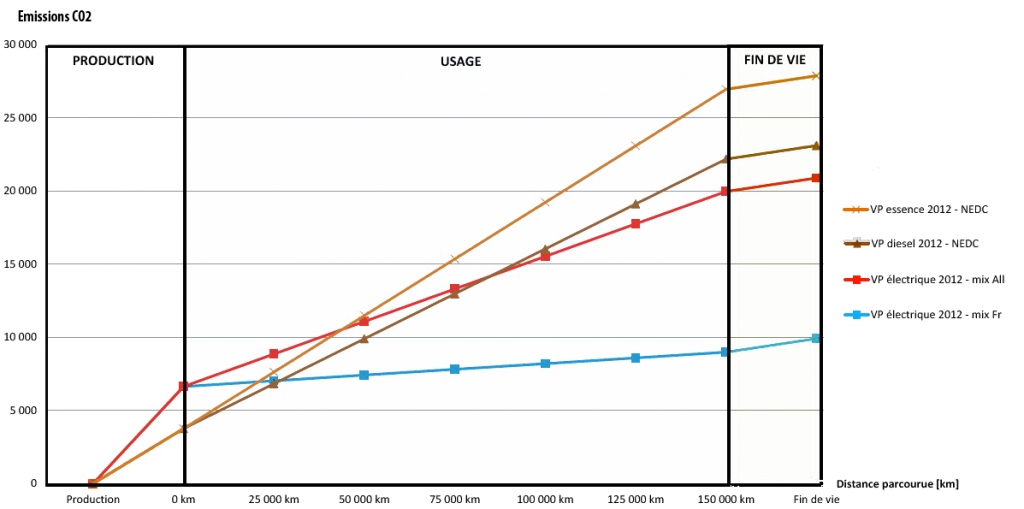 Emissions CO2
30 000
PRODUCTION
USAGE
FIN DE VIE
25 000
20 000
15 000
10 000
5 000
0
VP essence 2012 - NEDC
VP diesel 2012 - NEDC
VP électrique 2012 - mix All
VP électrique 2012 - mix Fr
Production
0 km
25 000 km
50 000 km
75 000 km
100 000 km
125 000 km
150 000 km
Fin de vie
Distance parcourue [km]